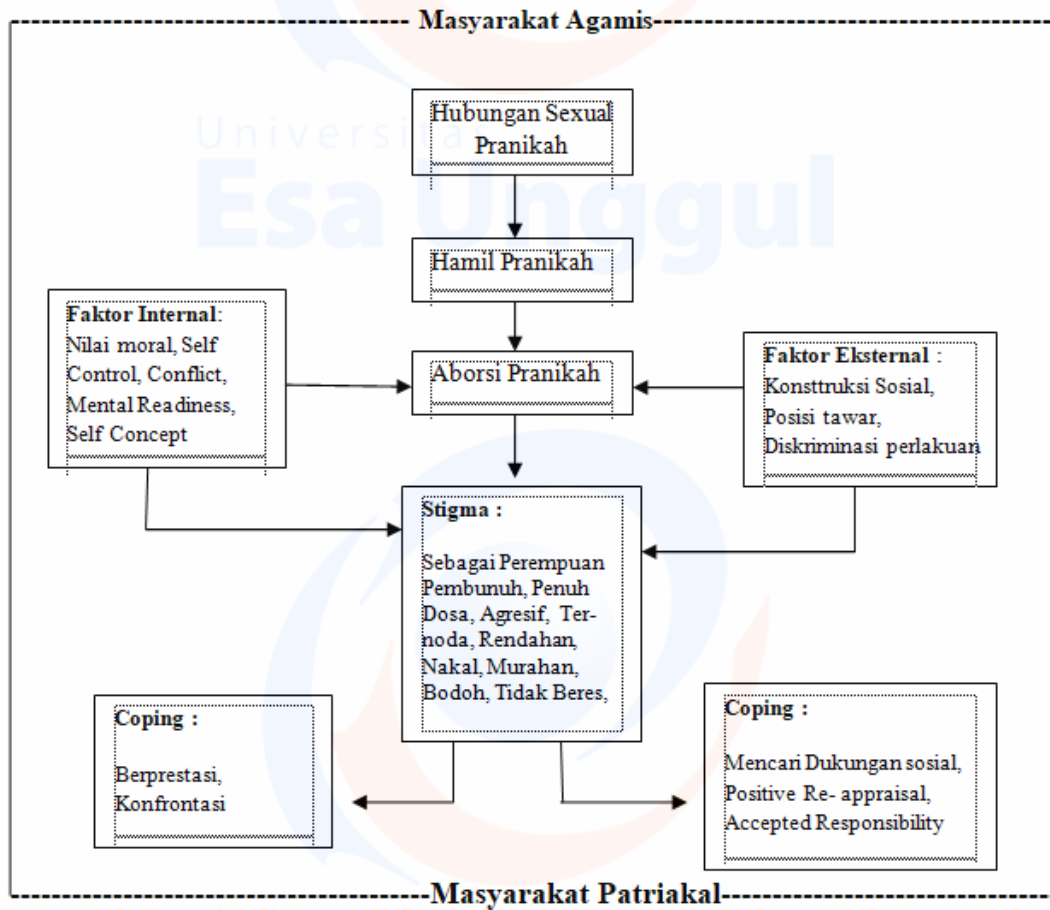 Masyarakat Agamis
Hubungan Sexual
Pranikah
Universitas
Esa Unggul
Hamil Pranikah
Faktor Internal:
Nilai moral, Self
Control, Conflict,
Mental Readiness,
Self Concept
Aborsi Pranikah
Faktor Eksternal :
Konsttruksi Sosial,
Posisi tawar,
Diskriminasi perlakuan
Stigma :
Sebagai Perempuan
Pembunuh, Penuh
Dosa, Agresif, Ter-
noda, Rendahan,
Nakal, Murahan,
Bodoh, Tidak Beres,
Coping :
Berprestasi,
Konfrontasi
Coping :
Mencari Dukungan sosial,
Positive Re- appraisal,
Accepted Responsibility
Masyarakat Patriakal